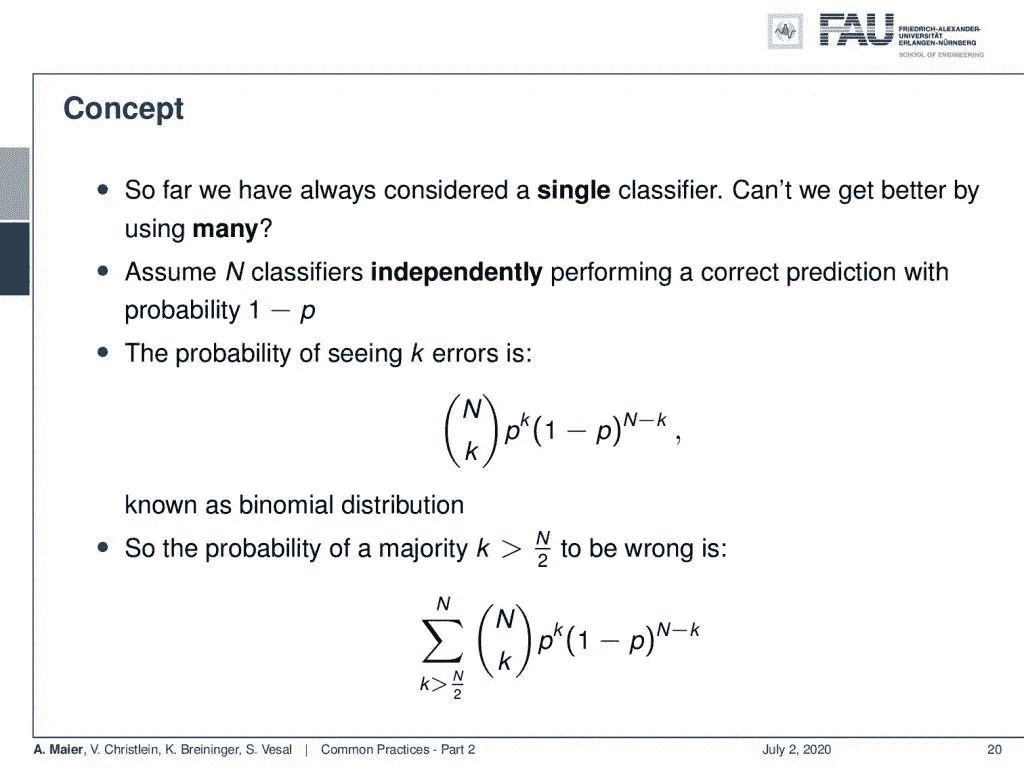 FAU
FRIEDRICH-ALEXANDER-
UNIVERSITÄT
ERLANGEN-NÜRNBERG
SCHOOL OF ENGINEERING
Concept
• So far we have always considered a single classifier. Can't we get better by
using many?
• Assume N classifiers independently performing a correct prediction with
probability 1 − p
• The probability of seeing k errors is:
$\binom{N}{k} p^k (1 - p)^{N-k}$ ,
known as binomial distribution
• So the probability of a majority $k > \frac{N}{2}$ to be wrong is:
$\sum_{k>\frac{N}{2}}^{N} \binom{N}{k} p^k (1 - p)^{N-k}$
A. Maier, V. Christlein, K. Breininger, S. Vesal | Common Practices - Part 2 July 2, 2020 20